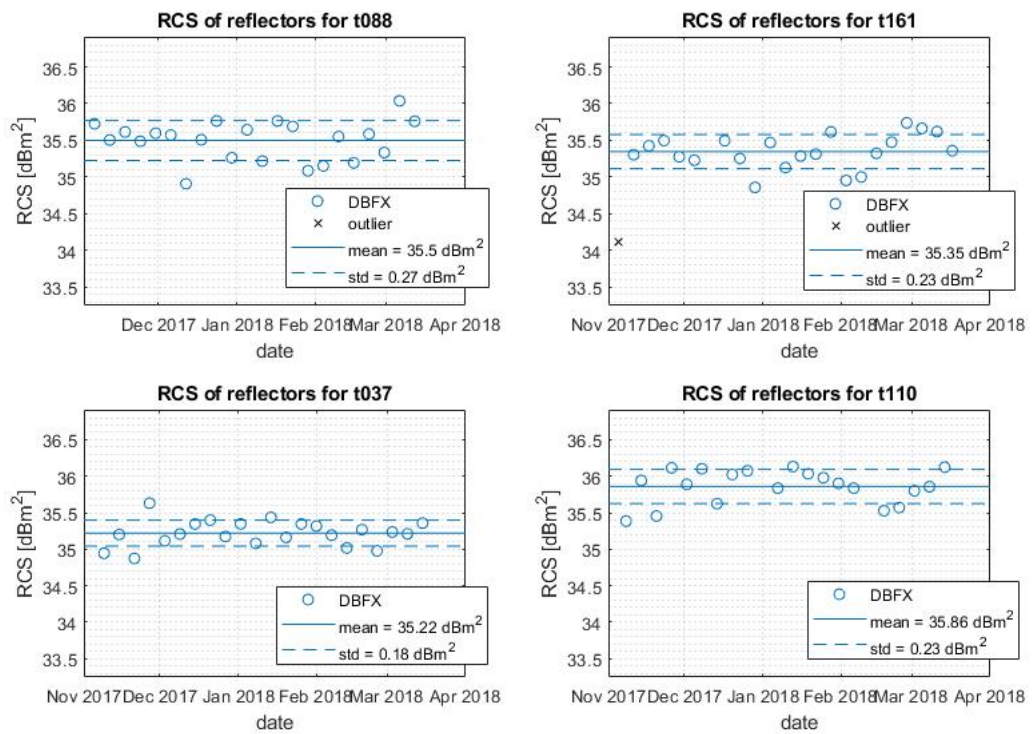 RCS of reflectors for t088
36.5
36
35.5
35
34.5
34
33.5
RCS [dBm²]
DBFX
outlier
mean = 35.5 dBm²
std = 0.27 dBm²
Dec 2017 Jan 2018 Feb 2018 Mar 2018 Apr 2018
date
RCS of reflectors for t161
36.5
36
35.5
35
34.5
34
33.5
RCS [dBm²]
DBFX
outlier
mean = 35.35 dBm²
std = 0.23 dBm²
Nov 2017 Dec 2017 Jan 2018 Feb 2018 Mar 2018 Apr 2018
date
RCS of reflectors for t037
36.5
36
35.5
35
34.5
34
33.5
RCS [dBm²]
DBFX
mean = 35.22 dBm²
std = 0.18 dBm²
Nov 2017 Dec 2017 Jan 2018 Feb 2018 Mar 2018 Apr 2018
date
RCS of reflectors for t110
36.5
36
35.5
35
34.5
34
33.5
RCS [dBm²]
DBFX
mean = 35.86 dBm²
std = 0.23 dBm²
Nov 2017 Dec 2017 Jan 2018 Feb 2018 Mar 2018 Apr 2018
date